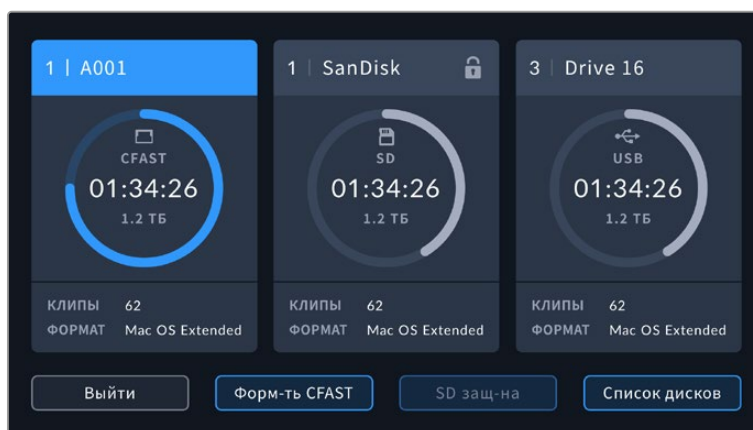 1 | A001
CFAST
01:34:26
1.2 ТБ
КЛИПЫ 62
ФОРМАТ Mac OS Extended
1 | SanDisk
SD
01:34:26
1.2 ТБ
КЛИПЫ 62
ФОРМАТ Mac OS Extended
3 | Drive 16
USB
01:34:26
1.2 ТБ
КЛИПЫ 62
ФОРМАТ Mac OS Extended
Выйти
Форм-ть CFAST
SD защ-на
Список дисков